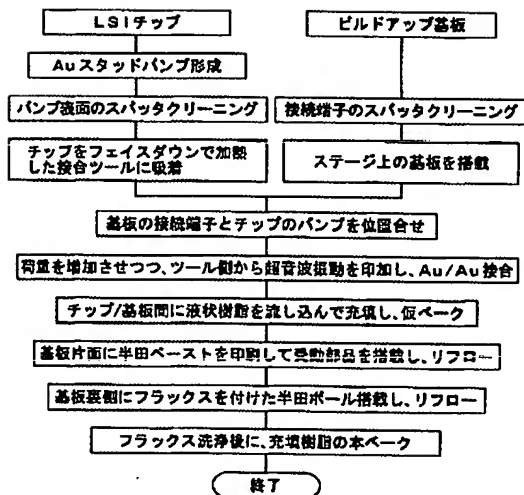 LSIチップ
ビルドアップ基板
Auスタッドバンプ形成
バンプ表面のスパッタクリーニング
接続端子のスパッタクリーニング
チップをフェイスダウンで加熱
した接合ツールに吸着
ステージ上の基板を搭載
基板の接続端子とチップのバンプを位置合せ
荷重を増加させつつ、ツール側から超音波振動を印加し、Au/Au接合
チップ/基板間に液状樹脂を流し込んで充填し、仮ベーク
基板片面に半田ペーストを印刷して受動部品を搭載し、リフロー
基板裏側にフラックスを付けた半田ボール搭載し、リフロー
フラックス洗浄後に、充填樹脂の本ベーク
終了